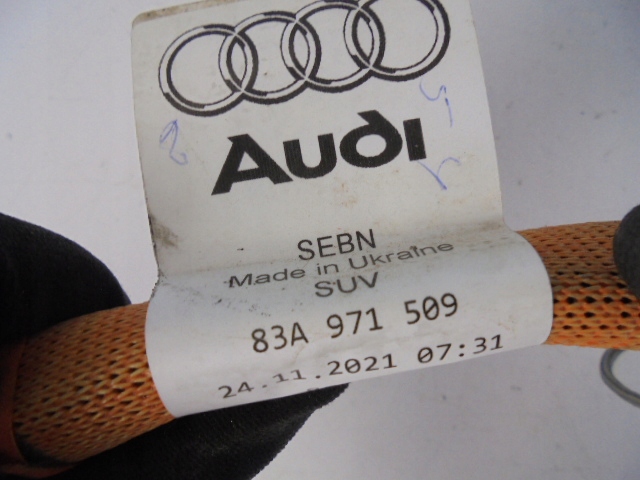 Audi
SEBN
Made in Ukraine
SUV
83A 971 509
24.11.2021 07:31